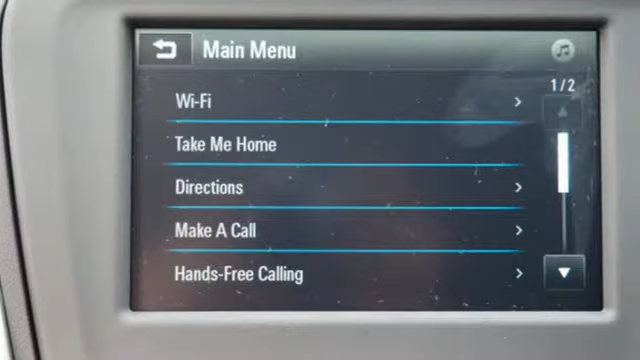 Main Menu
1/2
Wi-Fi
Take Me Home
Directions
Make A Call
Hands-Free Calling